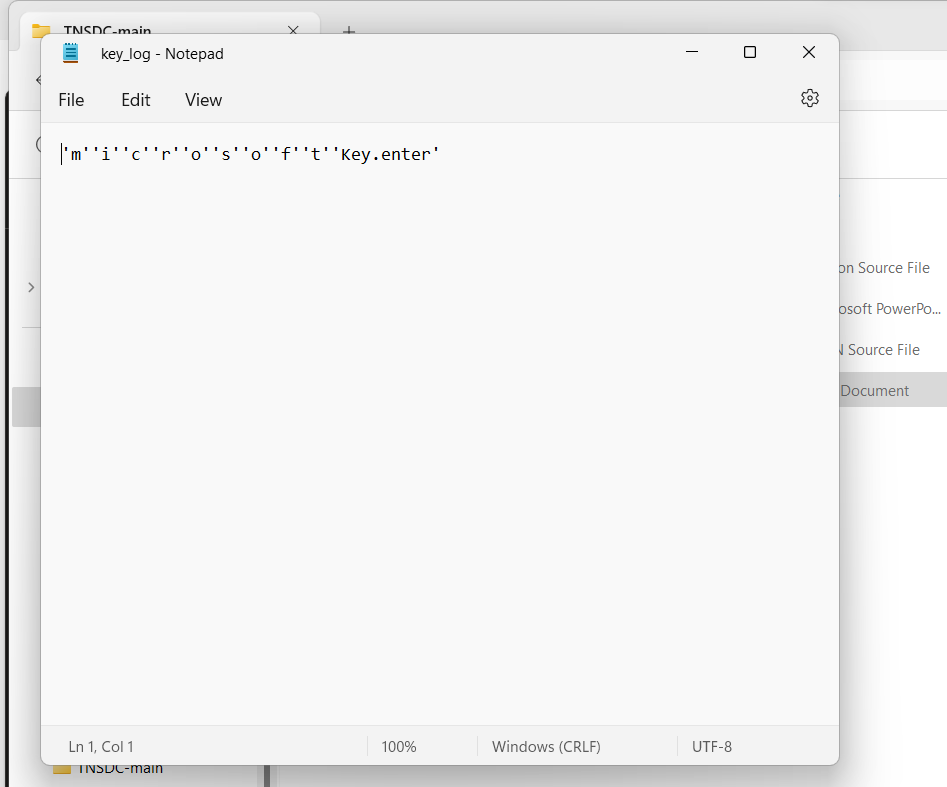 TNSDC-main
key_log - Notepad
File Edit View
'm''i''c''r''o''s''o''f''t''Key.enter'
on Source File
osoft PowerPo...
N Source File
Document
Ln 1, Col 1 100% Windows (CRLF) UTF-8
TNSDC-main